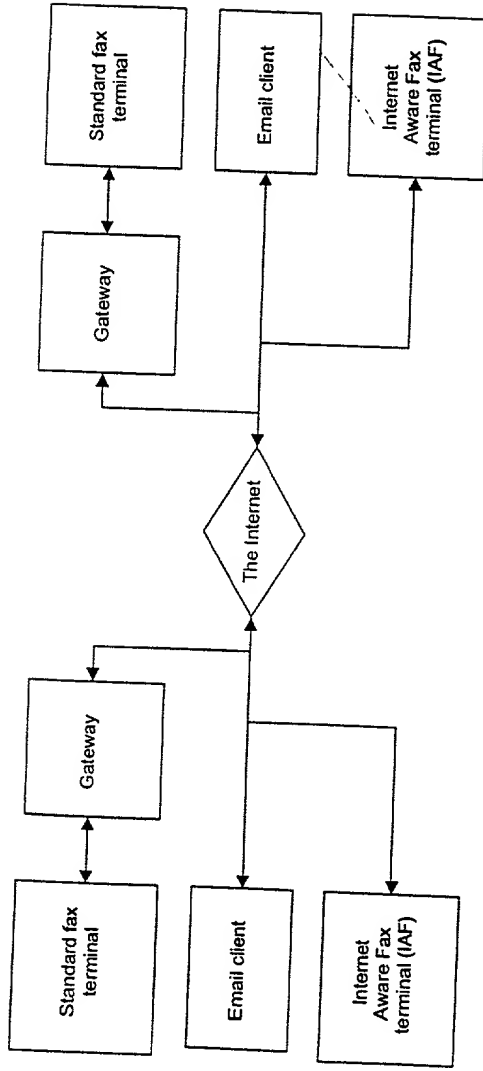 Standard fax
terminal
Gateway
Email client
Internet
Aware Fax
terminal (IAF)
The Internet
Gateway
Standard fax
terminal
Email client
Internet
Aware Fax
terminal (IAF)